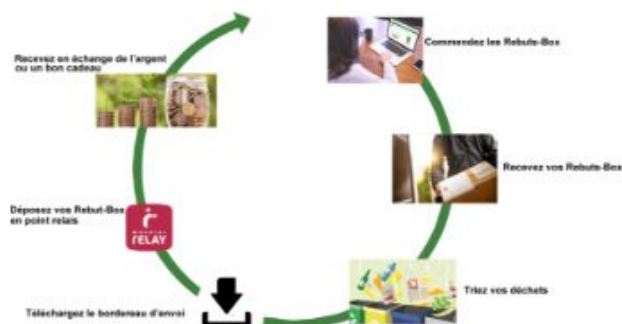 Commendez les Rebuts-Box
Recevez vos Rebuts-Box
Triez vos déchets
Téléchargez le bordereau d'envoi
Déposez vos Rebut-Box
en point relais
RELAY
Recevez en échange de l'argent
ou un bon cadeau